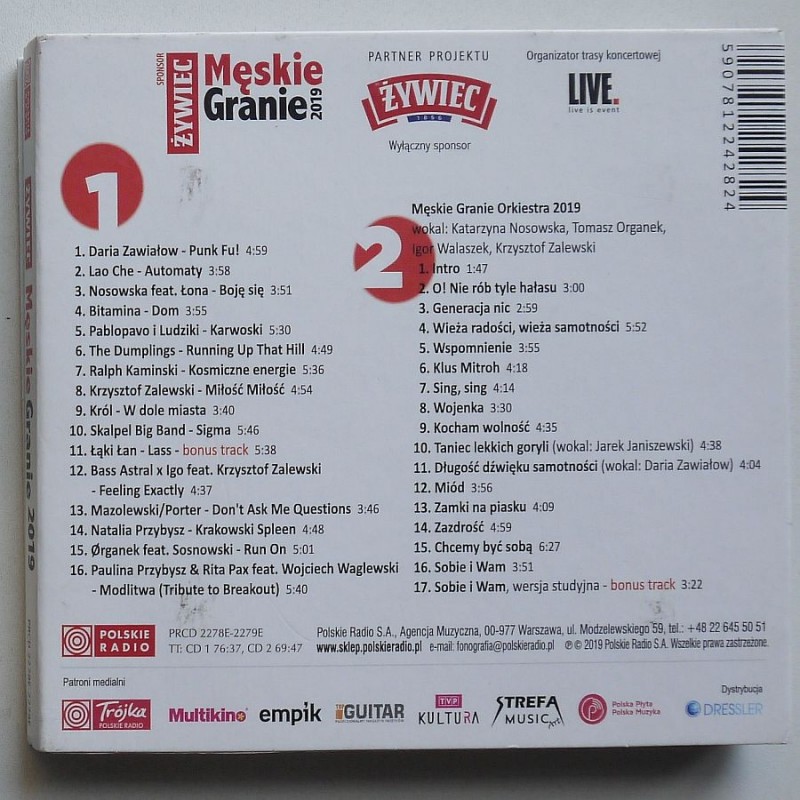 SPONSOR
ŻYWIEC
Męskie
Granie
2019
PARTNER PROJEKTU
ŻYWIEC
1856
Wyłączny sponsor
Organizator trasy koncertowej
LIVE.
live is event
5907812242824
1
1. Daria Zawiałow - Punk Fu! 4:59
2. Lao Che - Automaty 3:58
3. Nosowska feat. Łona - Boję się 3:51
4. Bitamina - Dom 3:55
5. Pablopavo i Ludziki - Karwoski 5:30
6. The Dumplings - Running Up That Hill 4:49
7. Ralph Kaminski - Kosmiczne energie 5:36
8. Krzysztof Zalewski - Miłość Miłość 4:54
9. Król - W dole miasta 3:40
10. Skalpel Big Band - Sigma 5:46
11. Łąki Łan - Lass - bonus track 5:38
12. Bass Astral x Igo feat. Krzysztof Zalewski
- Feeling Exactly 4:37
13. Mazolewski/Porter - Don't Ask Me Questions 3:46
14. Natalia Przybysz - Krakowski Spleen 4:48
15. Ørganek feat. Sosnowski - Run On 5:01
16. Paulina Przybysz & Rita Pax feat. Wojciech Waglewski
- Modlitwa (Tribute to Breakout) 5:40
2
Męskie Granie Orkiestra 2019
wokal: Katarzyna Nosowska, Tomasz Organek,
Igor Walaszek, Krzysztof Zalewski
1. Intro 1:47
2. O! Nie rób tyle hałasu 3:00
3. Generacja nic 2:59
4. Wieża radości, wieża samotności 5:52
5. Wspomnienie 3:55
6. Klus Mitroh 4:18
7. Sing, sing 4:14
8. Wojenka 3:30
9. Kocham wolność 4:35
10. Taniec lekkich goryli (wokal: Jarek Janiszewski) 4:38
11. Długość dźwięku samotności (wokal: Daria Zawiałow) 4:04
12. Miód 3:56
13. Zamki na piasku 4:09
14. Zazdrość 4:59
15. Chcemy być sobą 6:27
16. Sobie i Wam 3:51
17. Sobie i Wam, wersja studyjna - bonus track 3:22
POLSKIE
RADIO
PRCD 2278E-2279E
TT: CD 1 76:37, CD 2 69:47
Polskie Radio S.A., Agencja Muzyczna, 00-977 Warszawa, ul. Modzelewskiego 59, tel.: +48 22 645 50 51
www.sklep.polskieradio.pl e-mail: fonografia@polskieradio.pl ℗ © 2019 Polskie Radio S.A. Wszelkie prawa zastrzeżone.
Patroni medialni
Trójka
POLSKIE RADIO
Multikino
empik
GUITAR
TVP
KULTURA
STREFA
MUSIC Art
Polska Płyta
Polska Muzyka
Dystrybucja
DRESSLER
ŻYWIEC Męskie Granie 2019